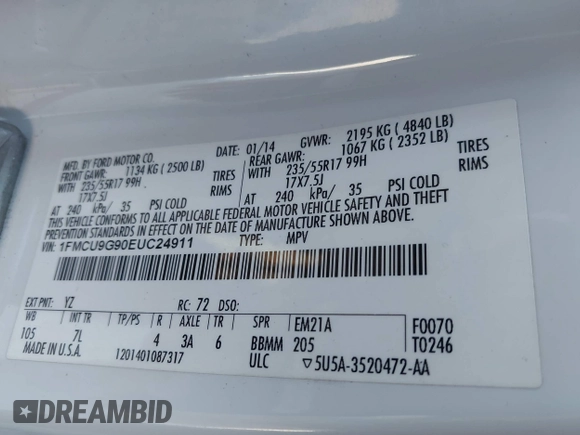 MFD. BY FORD MOTOR CO. DATE: 01/14 GVWR: 2195 KG ( 4840 LB)
FRONT GAWR: 1134 KG ( 2500 LB) REAR GAWR: 1067 KG ( 2352 LB)
WITH 235/55R17 99H TIRES WITH 235/55R17 99H TIRES
17X7.5J RIMS 17X7.5J RIMS
AT 240 kPa/ 35 PSI COLD AT 240 kPa/ 35 PSI COLD
THIS VEHICLE CONFORMS TO ALL APPLICABLE FEDERAL MOTOR VEHICLE SAFETY AND THEFT
PREVENTION STANDARDS IN EFFECT ON THE DATE OF MANUFACTURE SHOWN ABOVE.
VIN: 1FMCU9G90EUC24911 TYPE: MPV
EXT PNT: YZ RC: 72 DSO:
WB INT TR TP/PS R AXLE TR SPR EM21A F0070
105 7L 4 3A 6 BBMM 205 T0246
MADE IN U.S.A. 1201401087317 ULC ▽5U5A-3520472-AA
DREAMBID